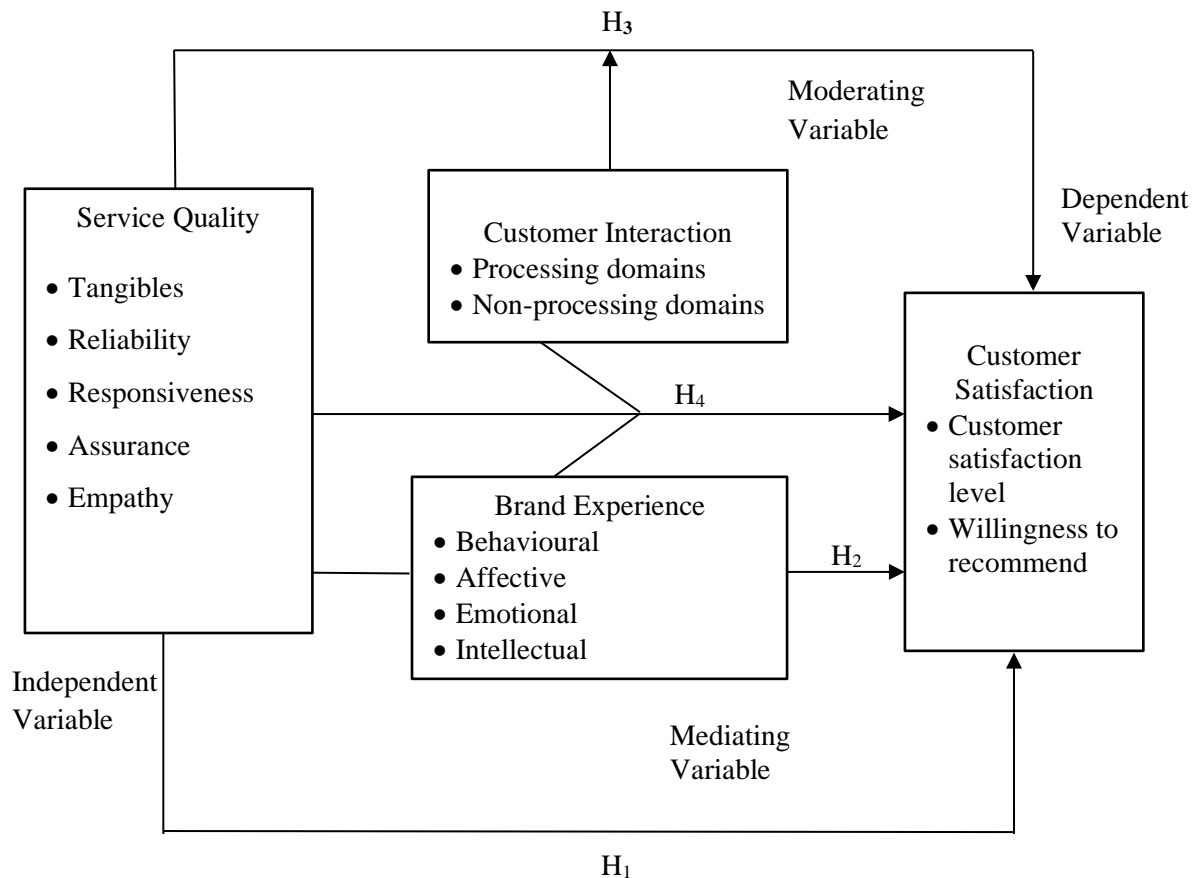 H₃
Moderating
Variable
Service Quality
• Tangibles
• Reliability
• Responsiveness
• Assurance
• Empathy
Customer Interaction
• Processing domains
• Non-processing domains
Dependent
Variable
H₄
Customer
Satisfaction
• Customer
satisfaction
level
• Willingness to
recommend
Brand Experience
• Behavioural
• Affective
• Emotional
• Intellectual
H₂
Independent
Variable
Mediating
Variable
H₁